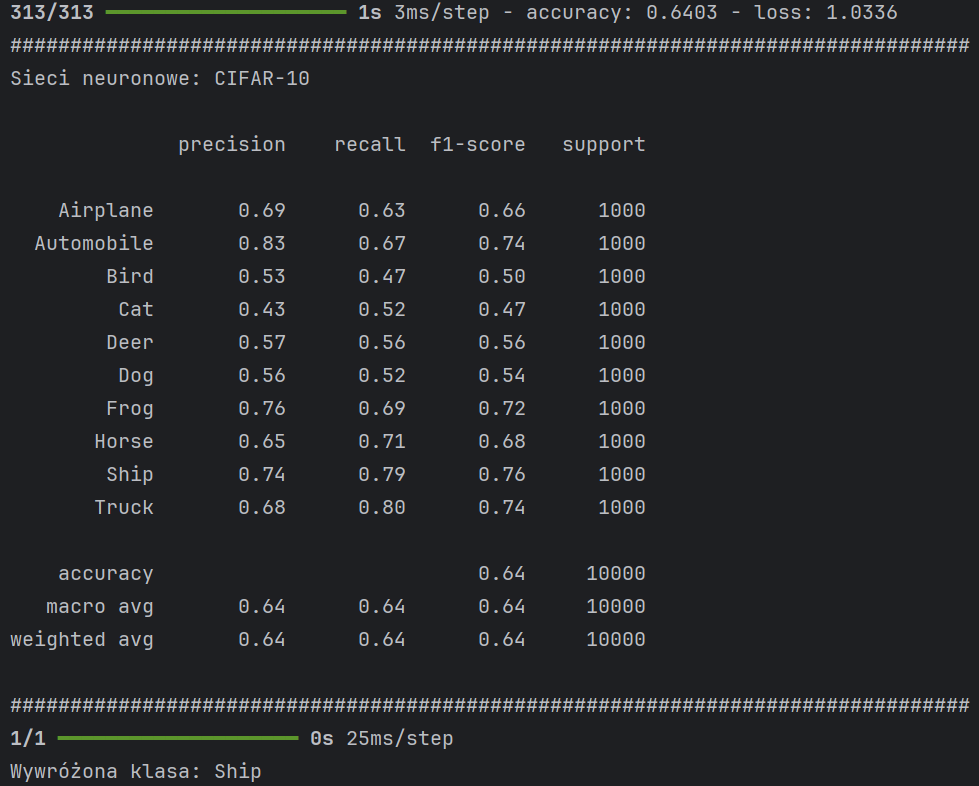 313/313 ━━━━━━━━━━━━━━━━━━━━ 1s 3ms/step - accuracy: 0.6403 - loss: 1.0336
################################################################################
Sieci neuronowe: CIFAR-10
precision recall f1-score support
Airplane 0.69 0.63 0.66 1000
Automobile 0.83 0.67 0.74 1000
Bird 0.53 0.47 0.50 1000
Cat 0.43 0.52 0.47 1000
Deer 0.57 0.56 0.56 1000
Dog 0.56 0.52 0.54 1000
Frog 0.76 0.69 0.72 1000
Horse 0.65 0.71 0.68 1000
Ship 0.74 0.79 0.76 1000
Truck 0.68 0.80 0.74 1000
accuracy 0.64 10000
macro avg 0.64 0.64 0.64 10000
weighted avg 0.64 0.64 0.64 10000
################################################################################
1/1 ━━━━━━━━━━━━━━━━━━━━ 0s 25ms/step
Wywróżona klasa: Ship